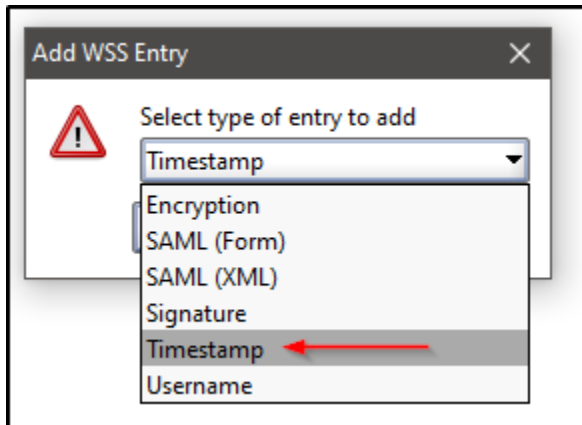 Add WSS Entry
Select type of entry to add
Timestamp
Encryption
SAML (Form)
SAML (XML)
Signature
Timestamp
Username